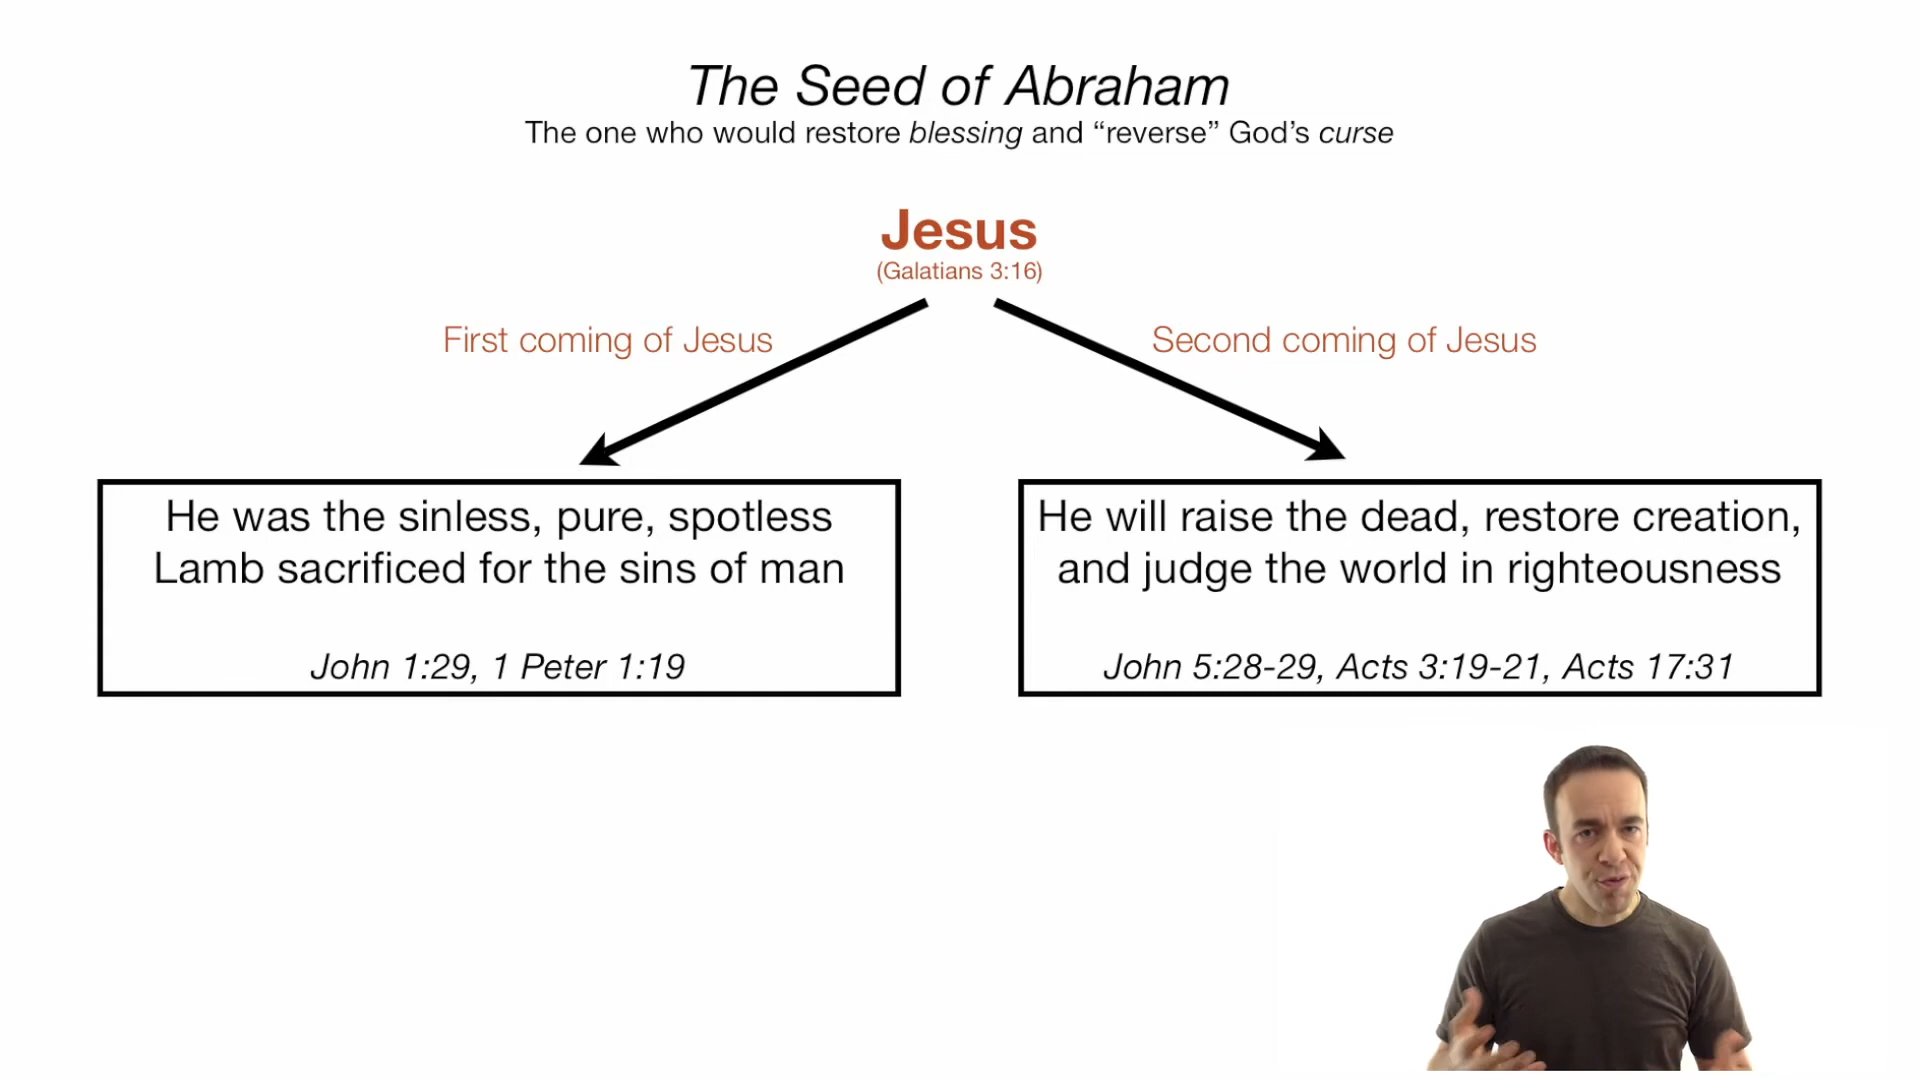 The Seed of Abraham
The one who would restore blessing and “reverse” God’s curse
Jesus
(Galatians 3:16)
First coming of Jesus
Second coming of Jesus
He was the sinless, pure, spotless
Lamb sacrificed for the sins of man
John 1:29, 1 Peter 1:19
He will raise the dead, restore creation,
and judge the world in righteousness
John 5:28-29, Acts 3:19-21, Acts 17:31